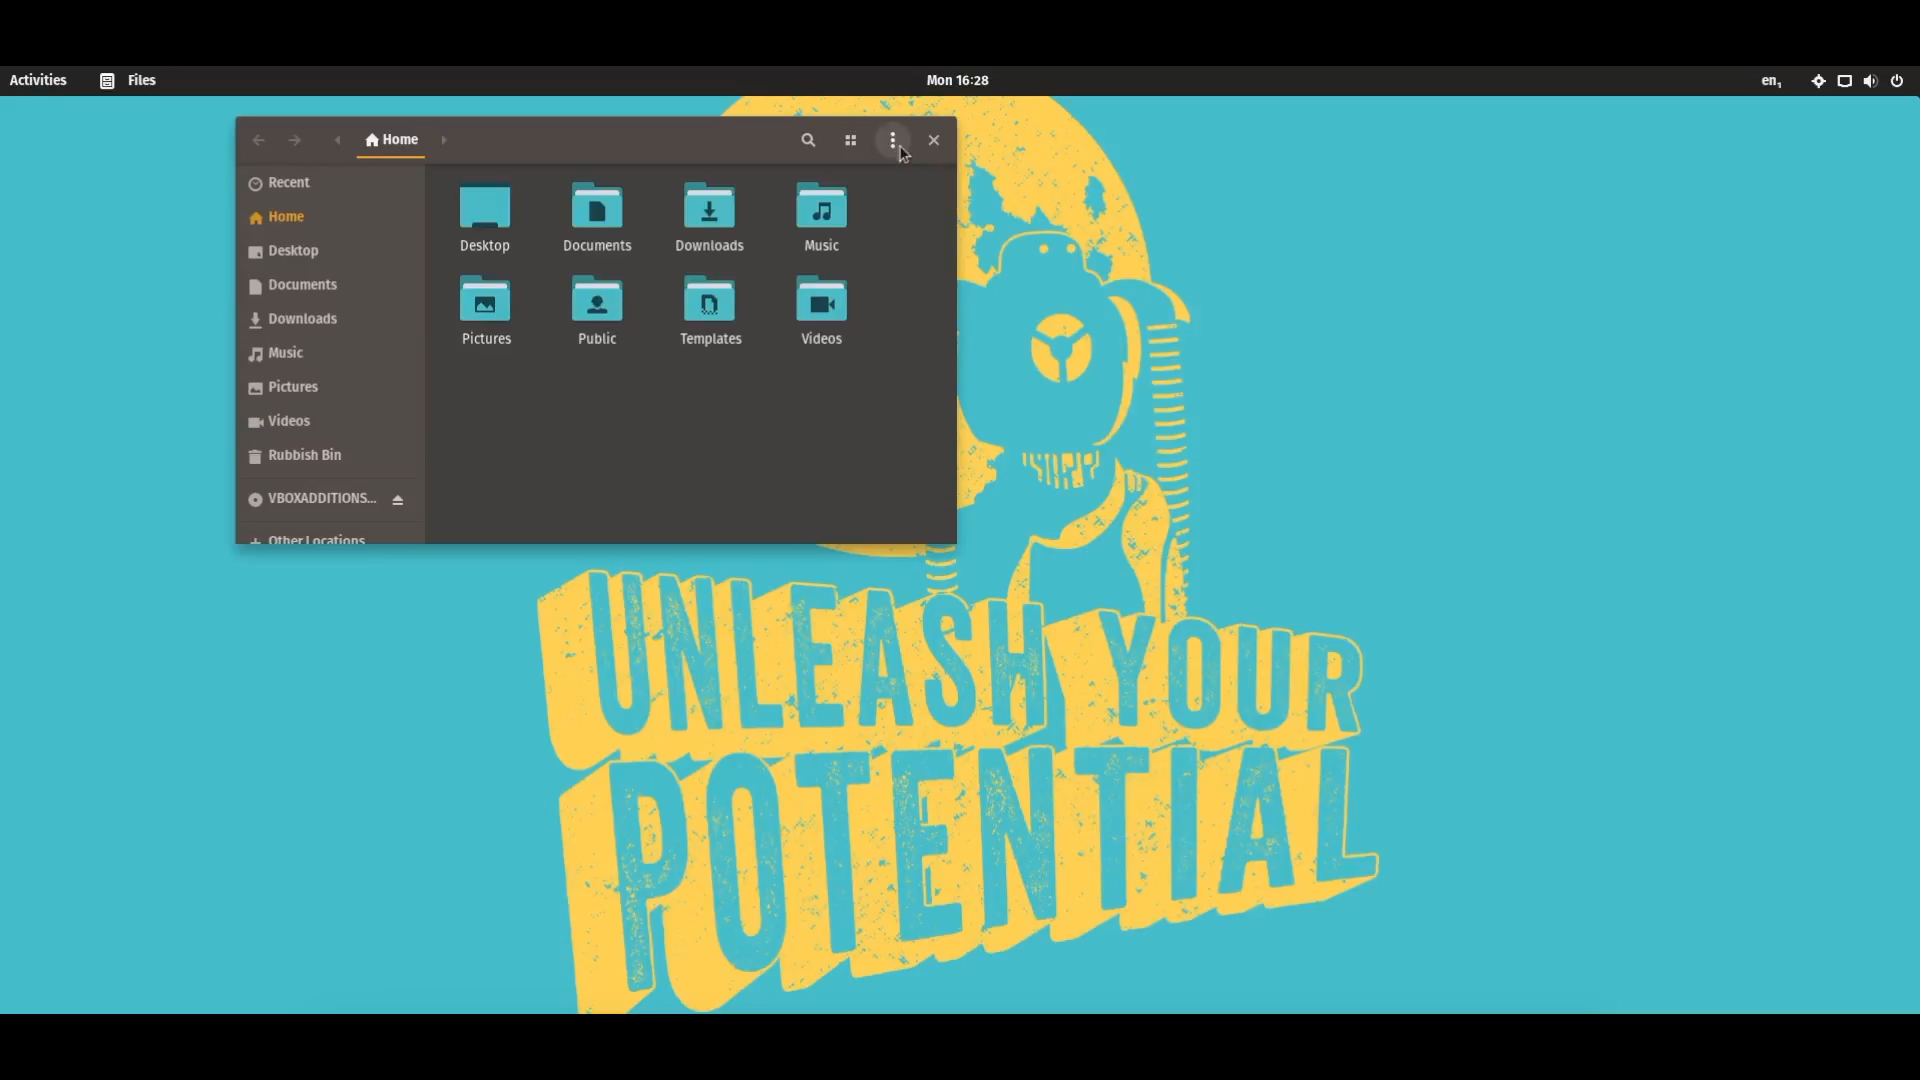 Activities Files Mon 16:28 en₁
Home
Recent
Home
Desktop
Documents
Downloads
Music
Pictures
Videos
Rubbish Bin
VBOXADDITIONS...
Other Locations
Desktop Documents Downloads Music
Pictures Public Templates Videos
UNLEASH YOUR
POTENTIAL